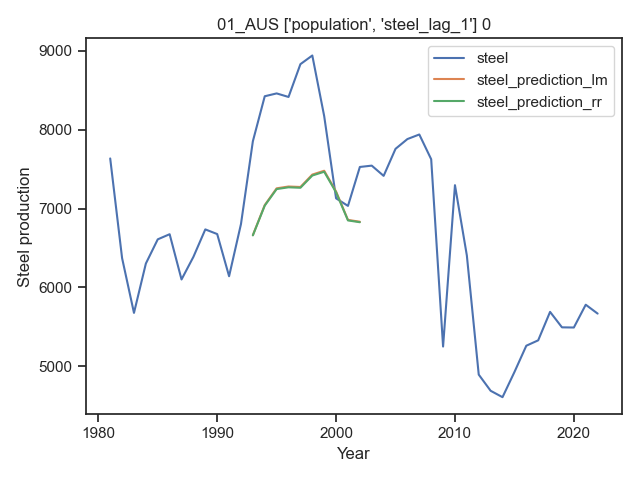 01_AUS ['population', 'steel_lag_1'] 0
steel
steel_prediction_lm
steel_prediction_rr
9000
8000
7000
6000
5000
Steel production
1980
1990
2000
2010
2020
Year